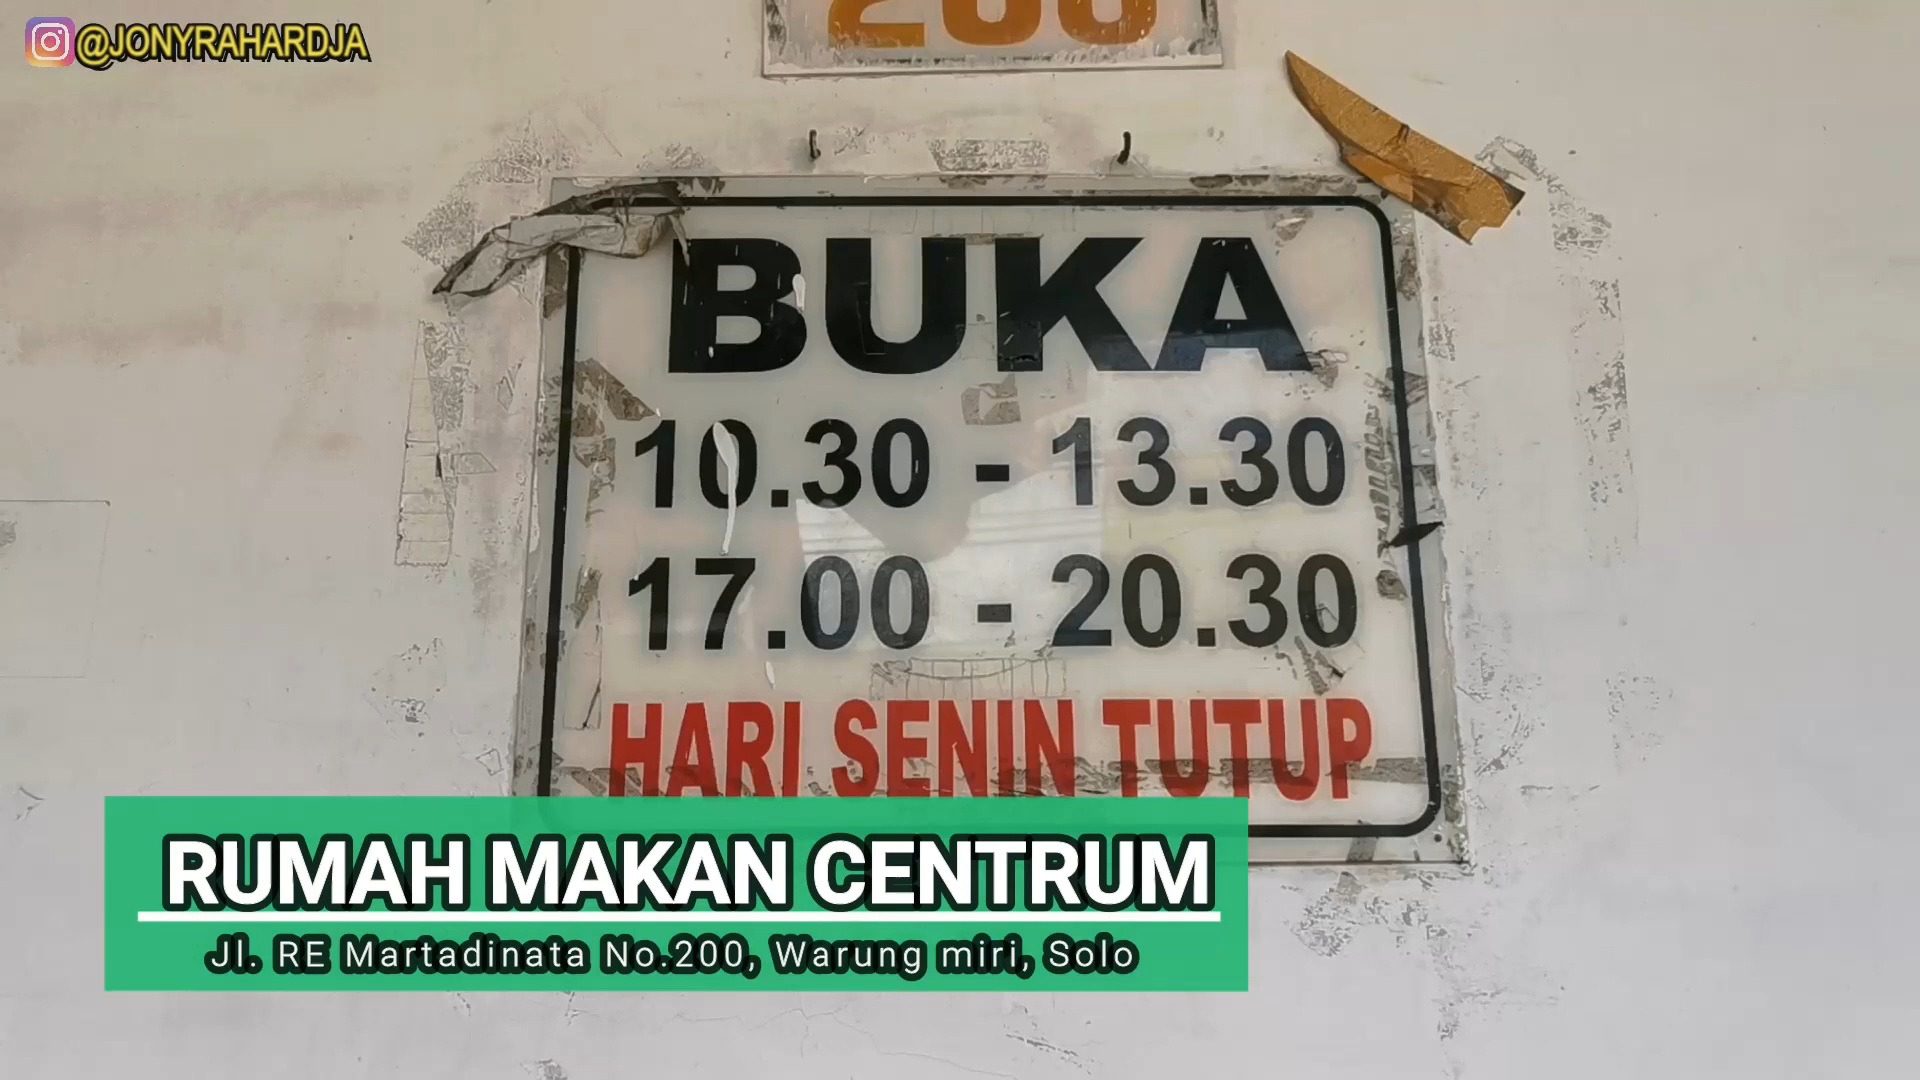 @JONYRAHARDJA
200
BUKA
10.30 - 13.30
17.00 - 20.30
HARI SENIN TUTUP
RUMAH MAKAN CENTRUM
Jl. RE Martadinata No.200, Warung miri, Solo